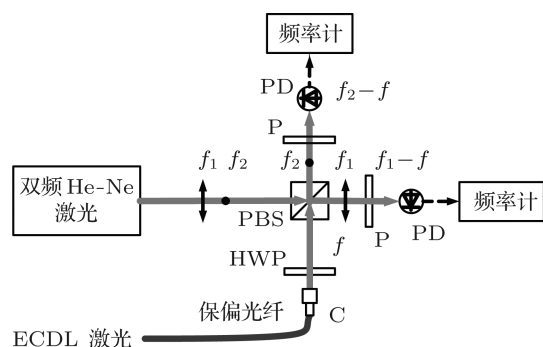 频率计
PD
f₂−f
P
f₁ f₂
f₂
f₁
f₁−f
双频 He-Ne
激光
PBS
P
PD
频率计
f
HWP
保偏光纤
C
ECDL 激光